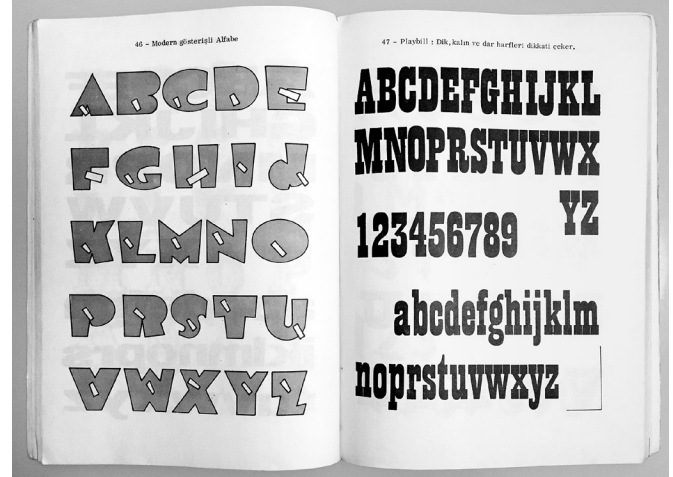 46 - Modern gösterişli Alfabe
ABCDE
FGHIJ
KLMNO
PRSTU
VWXYZ
47 - Playbill : Dik, kalın ve dar harfleri dikkati çeker.
ABCDEFGHIJKL
MNOPRSTUVWX
YZ
123456789
abcdefghijklm
noprstuvwxyz